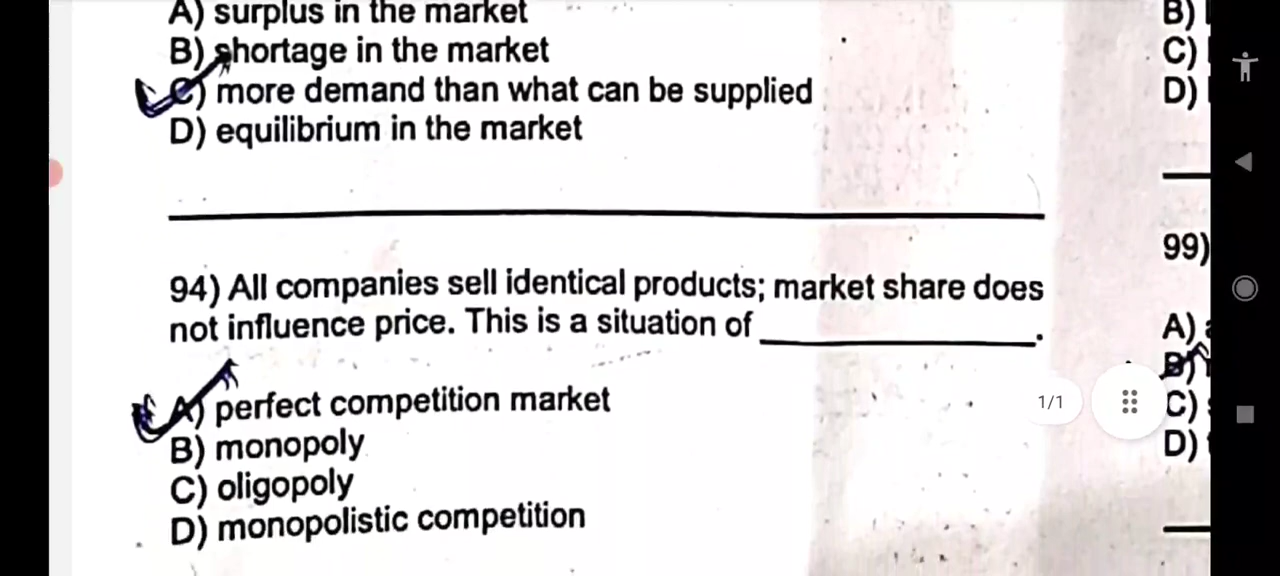 A) surplus in the market
B) shortage in the market
C) more demand than what can be supplied
D) equilibrium in the market
94) All companies sell identical products; market share does
not influence price. This is a situation of ____________.
A) perfect competition market
B) monopoly
C) oligopoly
D) monopolistic competition
B)
C)
D)
99)
A)
B)
C)
D)
1/1